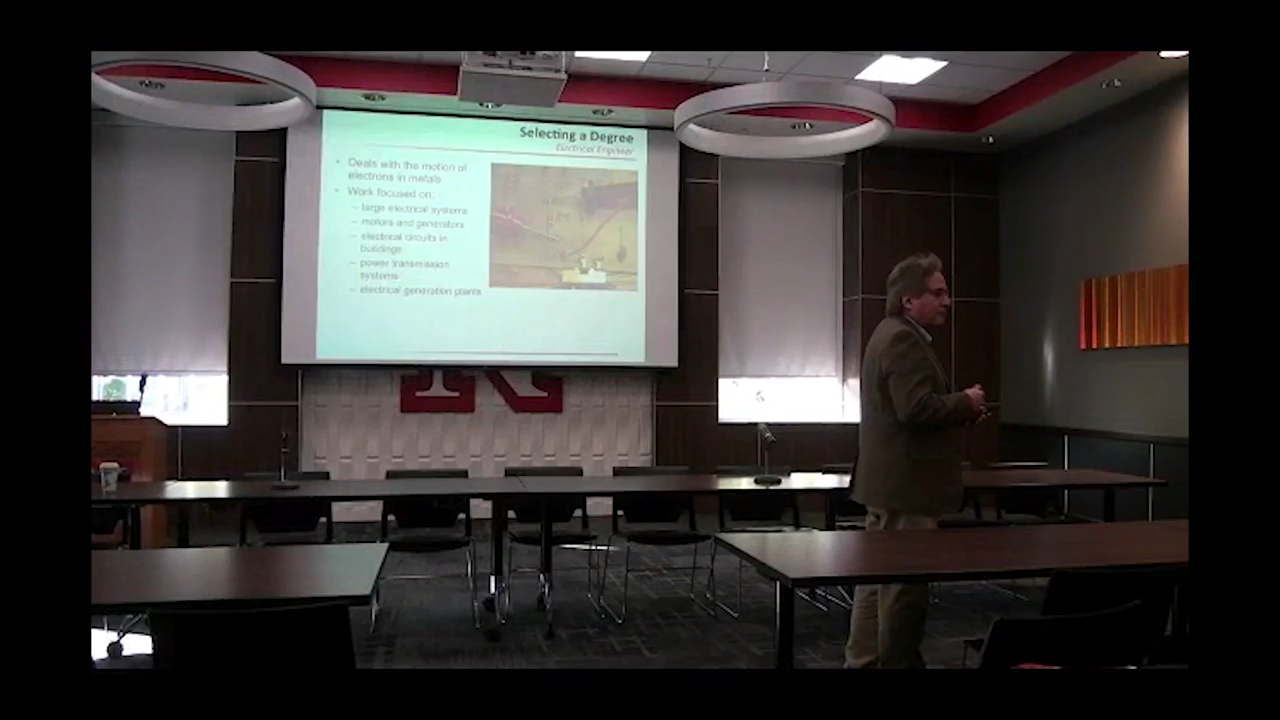 Selecting a Degree
Electrical Engineer
• Deals with the motion of
electrons in metals
• Work focused on:
– large electrical systems
– motors and generators
– electrical circuits in
buildings
– power transmission
systems
– electrical generation plants